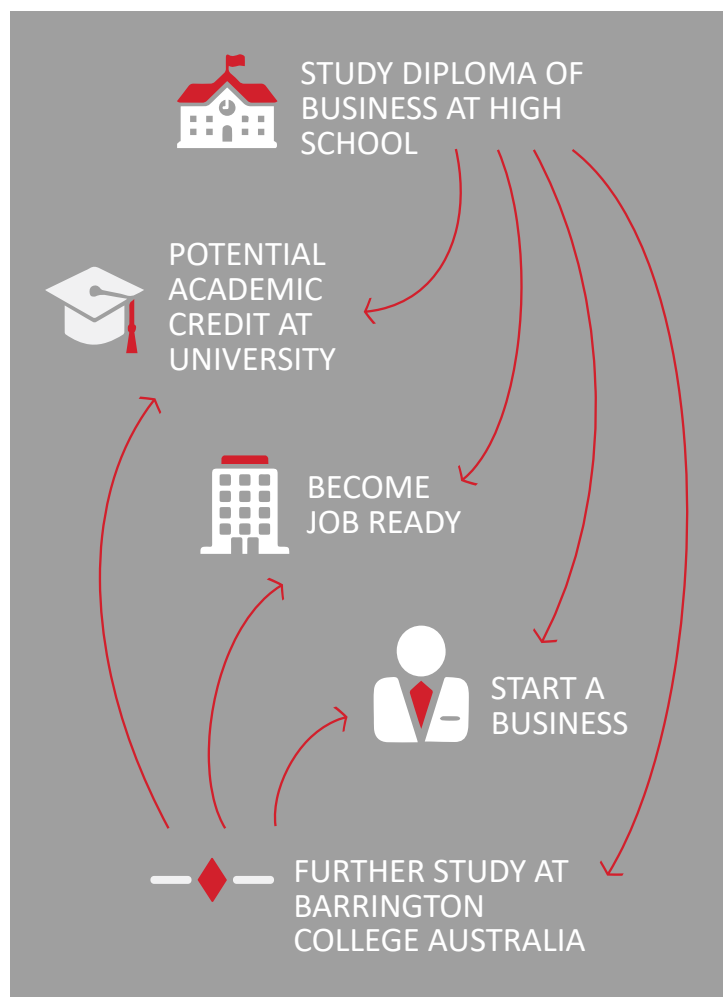 STUDY DIPLOMA OF
BUSINESS AT HIGH
SCHOOL
POTENTIAL
ACADEMIC
CREDIT AT
UNIVERSITY
BECOME
JOB READY
START A
BUSINESS
FURTHER STUDY AT
BARRINGTON
COLLEGE AUSTRALIA